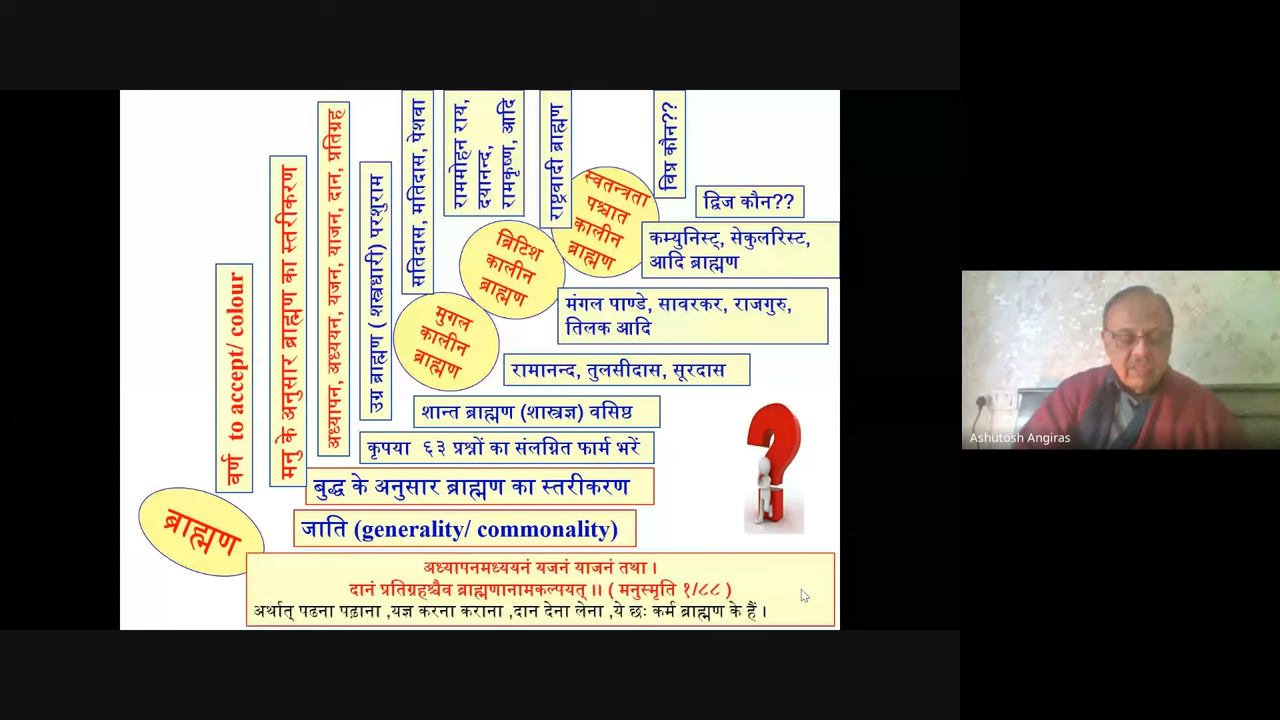 ब्राह्मण
वर्ण to accept/ colour
मनु के अनुसार ब्राह्मण का स्तरीकरण
अध्यापन, अध्ययन, यजन, याजन, दान, प्रतिग्रह
उग्र ब्राह्मण ( शस्त्रधारी) परशुराम
सतिदास, मतिदास, पेशवा
राममोहन राय,
दयानन्द,
रामकृष्ण, आदि
राष्ट्रवादी ब्राह्मण
विप्र कौन??
स्वतन्त्रता
पश्चात
कालीन
ब्राह्मण
द्विज कौन??
कम्युनिस्ट्, सेकुलरिस्ट,
आदि ब्राह्मण
ब्रिटिश
कालीन
ब्राह्मण
मंगल पाण्डे, सावरकर, राजगुरु,
तिलक आदि
मुगल
कालीन
ब्राह्मण
रामानन्द, तुलसीदास, सूरदास
शान्त ब्राह्मण (शास्त्रज्ञ) वसिष्ठ
कृपया ६३ प्रश्नों का संलग्नित फार्म भरें
बुद्ध के अनुसार ब्राह्मण का स्तरीकरण
जाति (generality/ commonality)
अध्यापनमध्ययनं यजनं याजनं तथा ।
दानं प्रतिग्रहश्चैव ब्राह्मणानामकल्पयत् ।। ( मनुस्मृति १/८८ )
अर्थात् पढना पढ़ाना ,यज्ञ करना कराना ,दान देना लेना ,ये छः कर्म ब्राह्मण के हैं ।
Ashutosh Angiras